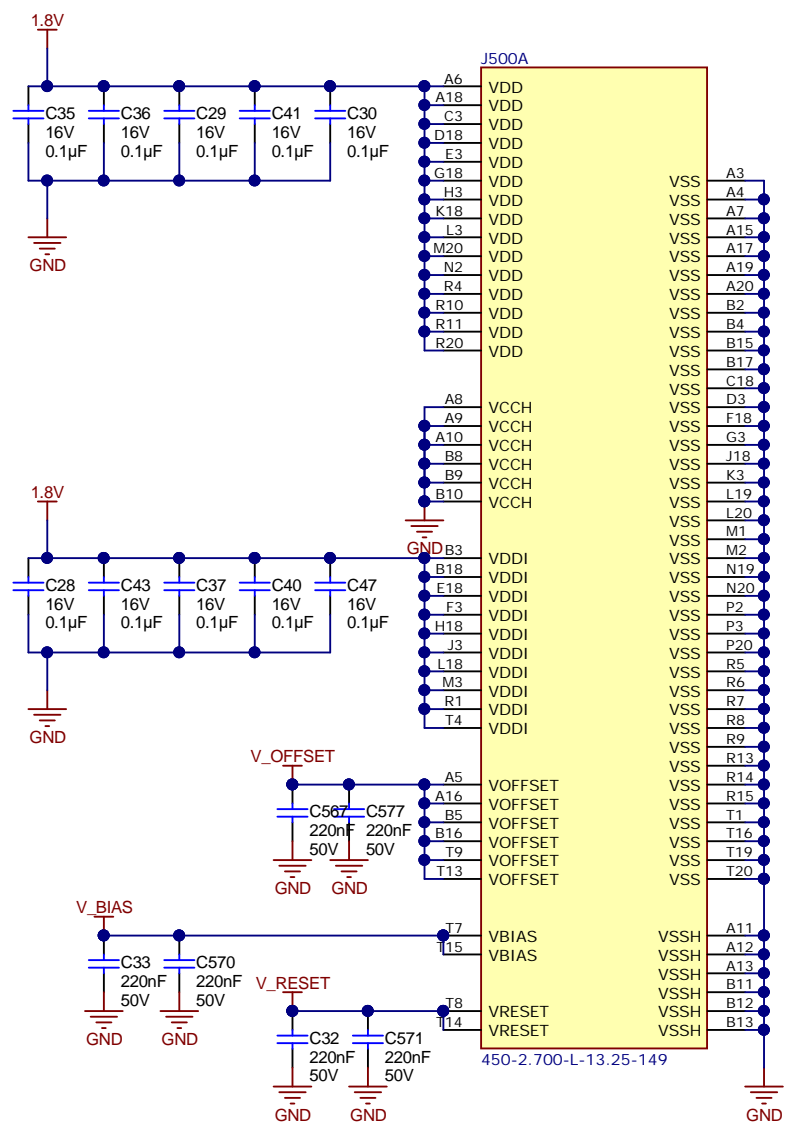 1.8V
C35
16V
0.1µF
C36
16V
0.1µF
C29
16V
0.1µF
C41
16V
0.1µF
C30
16V
0.1µF
GND
J500A
A6 VDD
A18 VDD
C3 VDD
D18 VDD
E3 VDD
G18 VDD
H3 VDD
K18 VDD
L3 VDD
M20 VDD
N2 VDD
R4 VDD
R10 VDD
R11 VDD
R20 VDD
A8 VCCH
A9 VCCH
A10 VCCH
B8 VCCH
B9 VCCH
B10 VCCH
GND
1.8V
C28
16V
0.1µF
C43
16V
0.1µF
C37
16V
0.1µF
C40
16V
0.1µF
C47
16V
0.1µF
GND
B3 VDDI
B18 VDDI
E18 VDDI
F3 VDDI
H18 VDDI
J3 VDDI
L18 VDDI
M3 VDDI
R1 VDDI
T4 VDDI
V_OFFSET
C567
220nF
50V
GND
C577
220nF
50V
GND
A5 VOFFSET
A16 VOFFSET
B5 VOFFSET
B16 VOFFSET
T9 VOFFSET
T13 VOFFSET
V_BIAS
C33
220nF
50V
GND
C570
220nF
50V
GND
T7 VBIAS
T15 VBIAS
V_RESET
C32
220nF
50V
GND
C571
220nF
50V
GND
T8 VRESET
T14 VRESET
VSS A3
VSS A4
VSS A7
VSS A15
VSS A17
VSS A19
VSS A20
VSS B2
VSS B4
VSS B15
VSS B17
VSS C18
VSS D3
VSS F18
VSS G3
VSS J18
VSS K3
VSS L19
VSS L20
VSS M1
VSS M2
VSS N19
VSS N20
VSS P2
VSS P3
VSS P20
VSS R5
VSS R6
VSS R7
VSS R8
VSS R9
VSS R13
VSS R14
VSS R15
VSS T1
VSS T16
VSS T19
VSS T20
VSSH A11
VSSH A12
VSSH A13
VSSH B11
VSSH B12
VSSH B13
450-2.700-L-13.25-149
GND